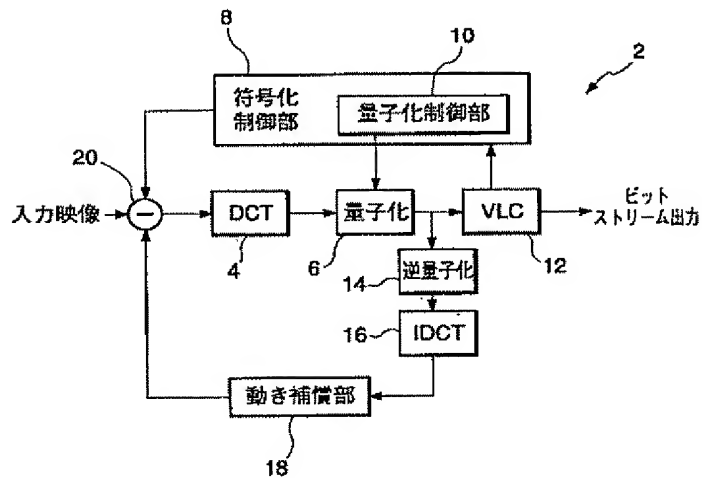 8
10
2
符号化
制御部
量子化制御部
20
入力映像
−
DCT
量子化
VLC
ビット
ストリーム出力
4
6
12
14
逆量子化
16
IDCT
動き補償部
18